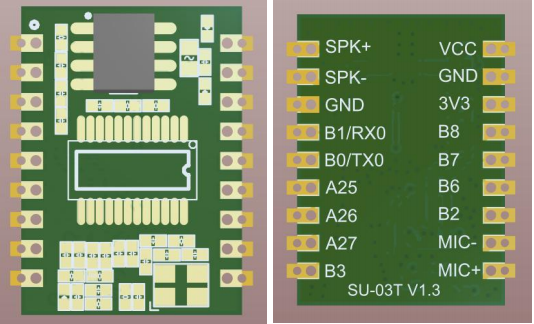 SPK+ VCC
SPK- GND
GND 3V3
B1/RX0 B8
B0/TX0 B7
A25 B6
A26 B2
A27 MIC-
B3 MIC+
SU-03T V1.3